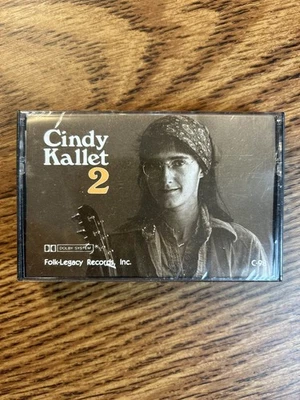 Cindy
Kallet
2
DOLBY SYSTEM
Folk-Legacy Records, Inc.